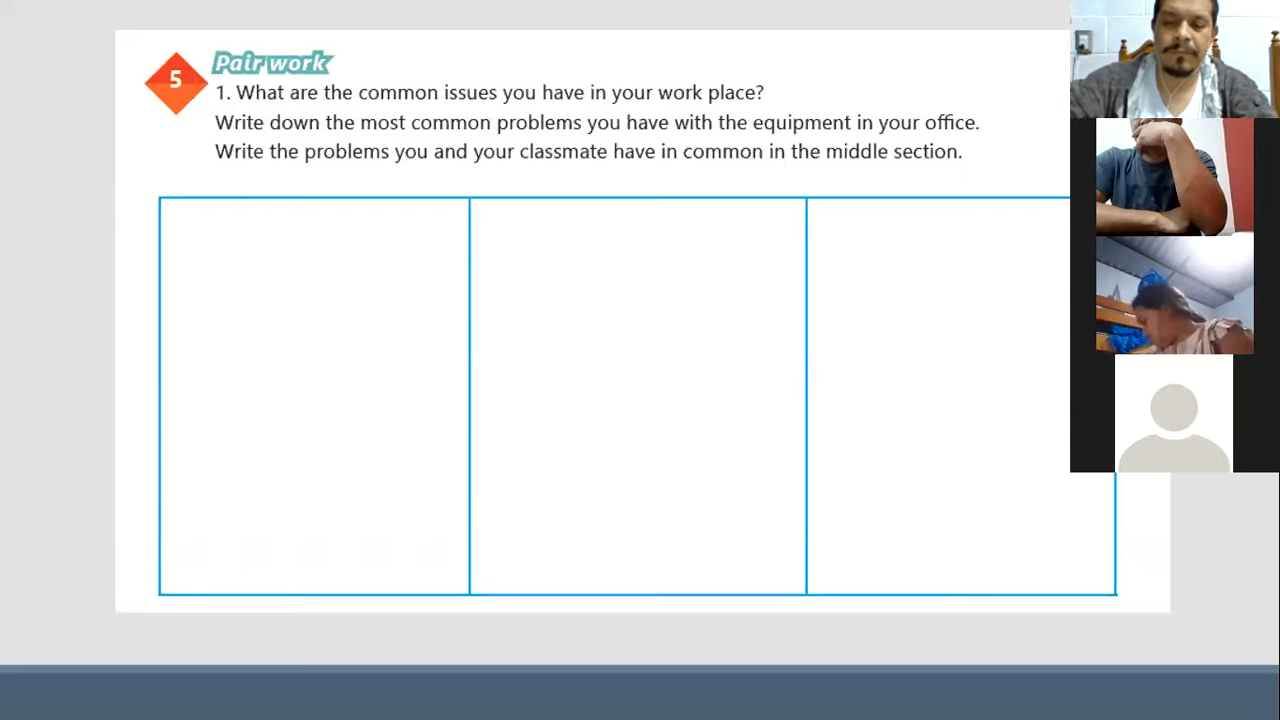 5
Pair work
1. What are the common issues you have in your work place?
Write down the most common problems you have with the equipment in your office.
Write the problems you and your classmate have in common in the middle section.